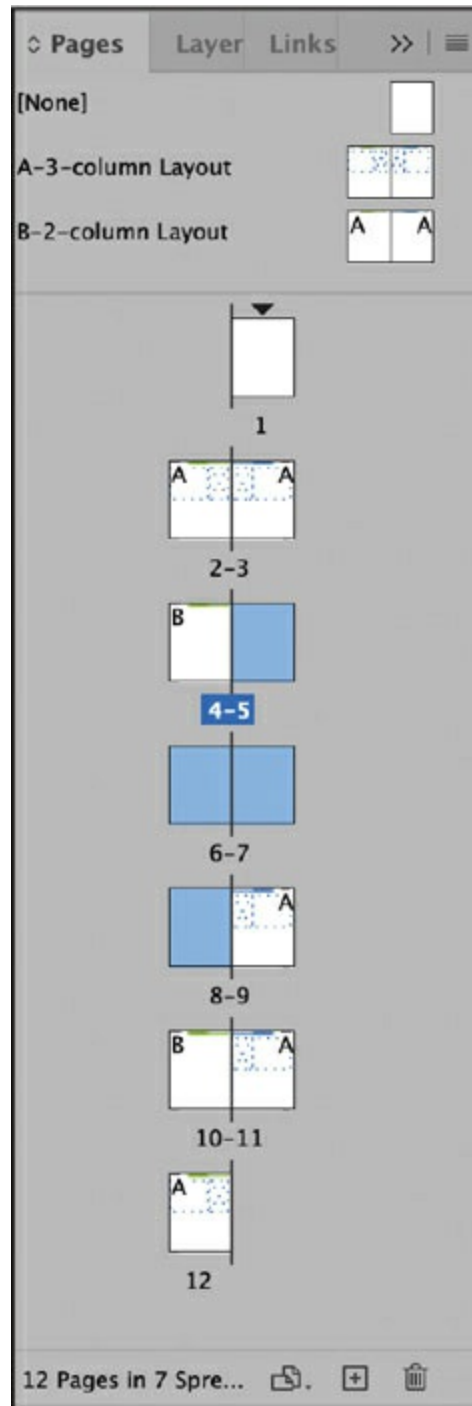 Pages Layer Links >>
[None]
A-3-column Layout
B-2-column Layout
A A
1
A A
2-3
B
4-5
6-7
A
8-9
B A
10-11
A
12
12 Pages in 7 Spre...